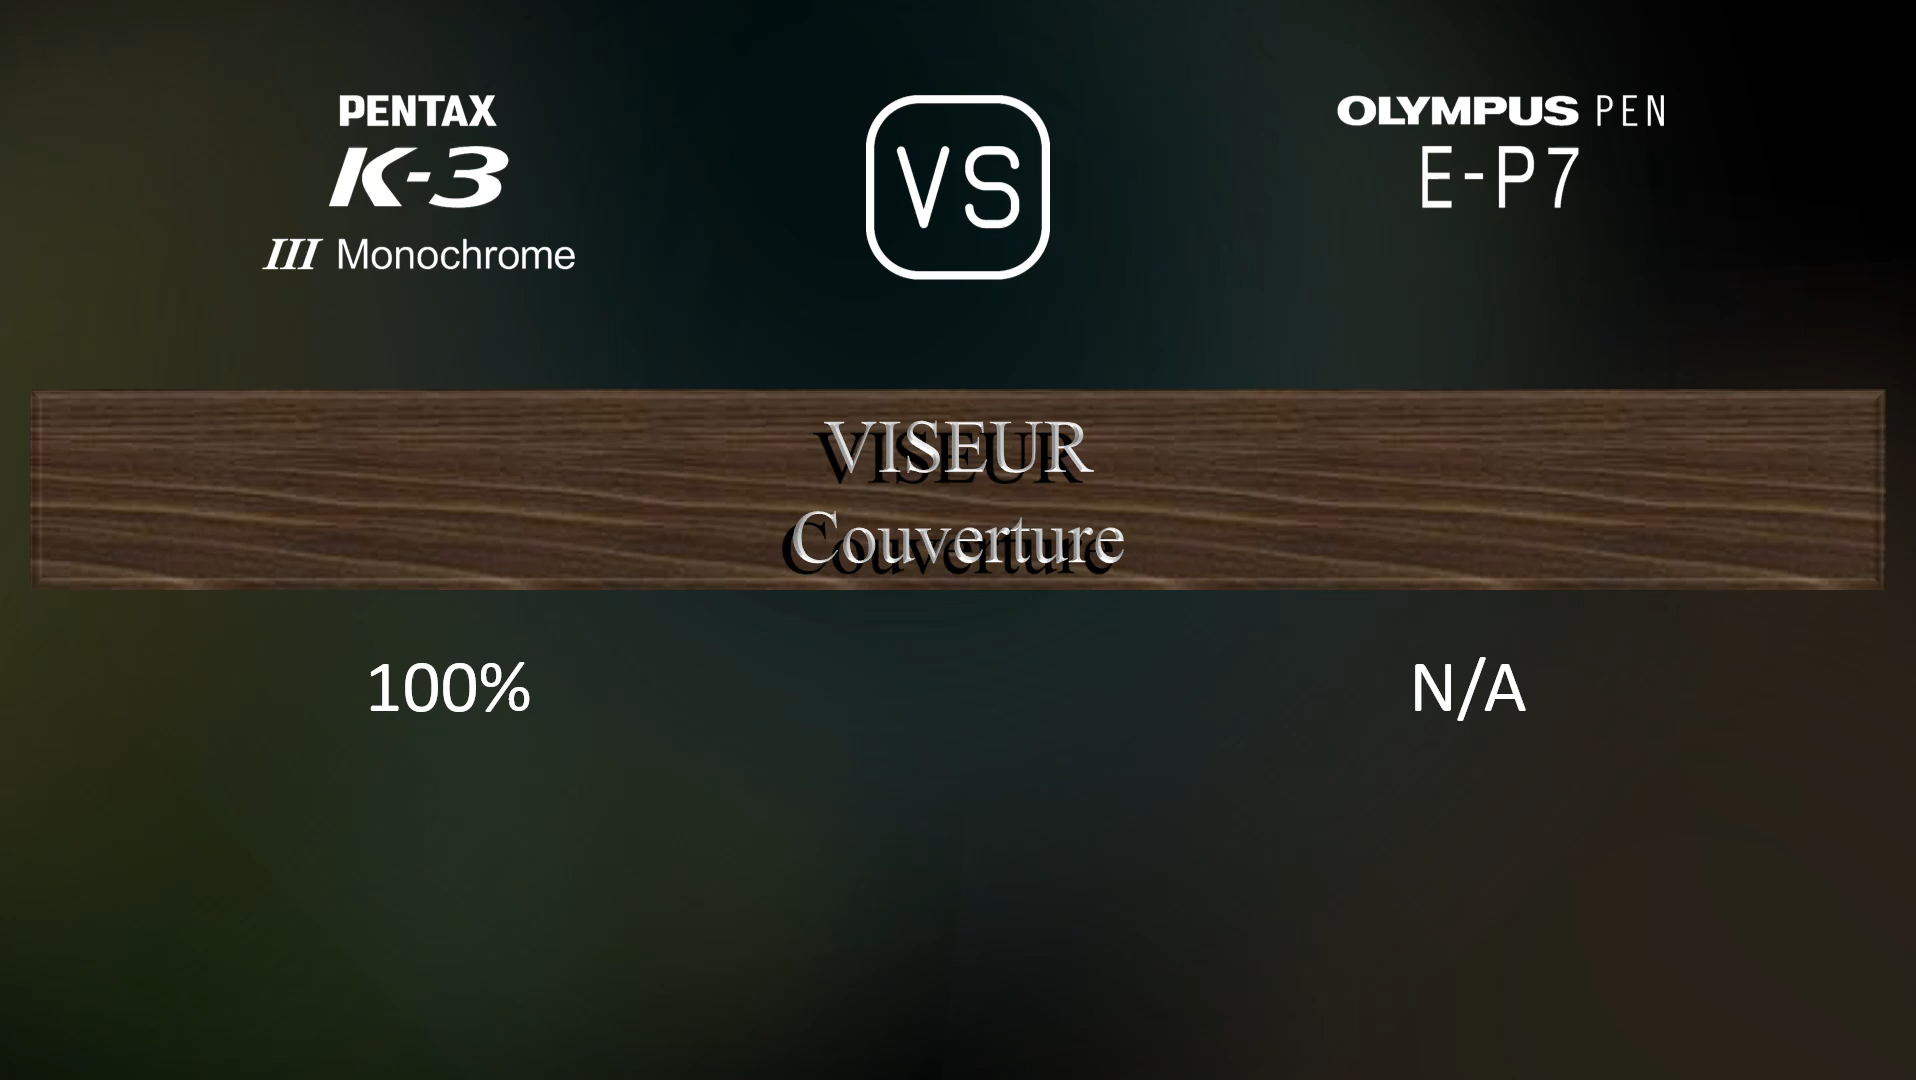 PENTAX
K-3
III Monochrome
VS
OLYMPUS PEN
E-P7
VISEUR
Couverture
100%
N/A